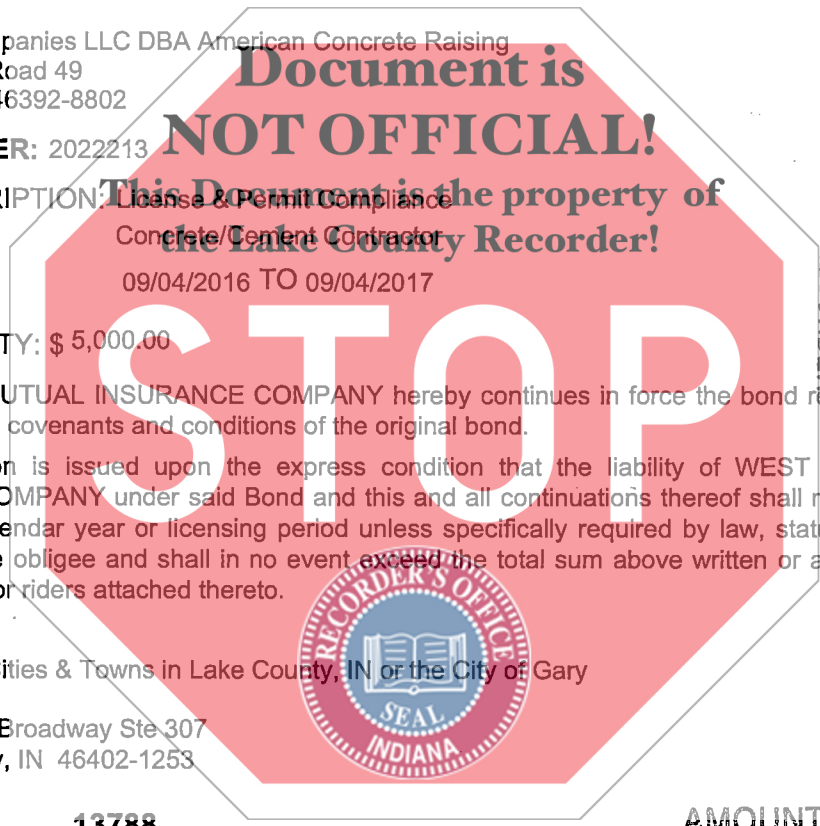 panies LLC DBA American Concrete Raising
Road 49
46392-8802
Document is
NOT OFFICIAL!
ER: 2022213
This Document is the property of
the Lake County Recorder!
IPTION: License & Permit Compliance
Concrete/Cement Contractor
09/04/2016 TO 09/04/2017
TY: $ 5,000.00
STOP
UTUAL INSURANCE COMPANY hereby continues in force the bond re
covenants and conditions of the original bond.
n is issued upon the express condition that the liability of WEST
OMPANY under said Bond and this and all continuations thereof shall n
endar year or licensing period unless specifically required by law, statu
e obligee and shall in no event exceed the total sum above written or a
or riders attached thereto.
RECORDER'S OFFICE
SEAL
INDIANA
ities & Towns in Lake County, IN or the City of Gary
Broadway Ste 307
, IN 46402-1253
13788
AMOUNT